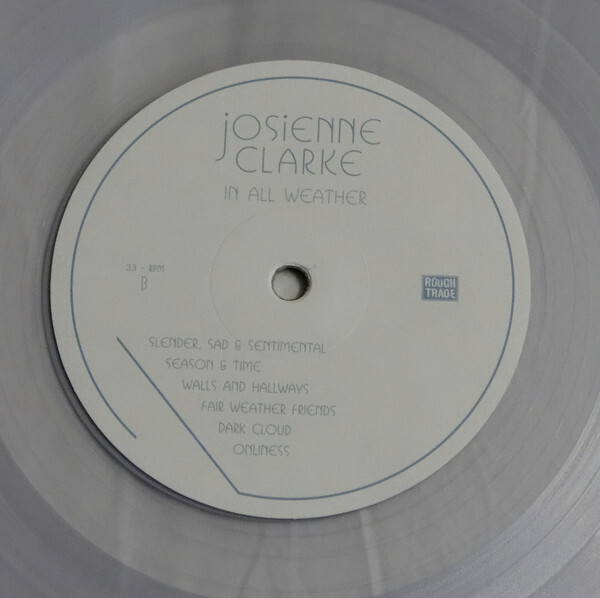 JOSIENNE
CLARKE
IN ALL WEATHER
33 - RPM
B
ROUGH
TRADE
SLENDER, SAD & SENTIMENTAL
SEASON & TIME
WALLS AND HALLWAYS
FAIR WEATHER FRIENDS
DARK CLOUD
ONLINESS